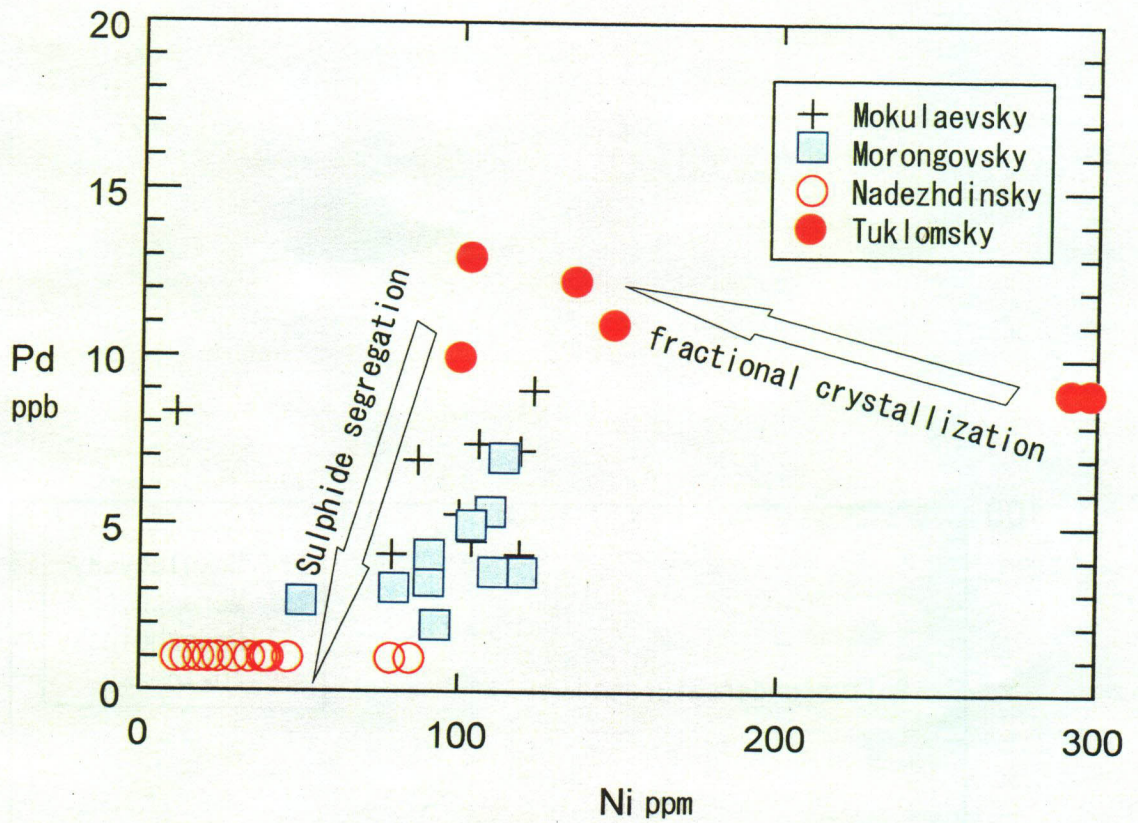 20
15
10
5
0
Pd
ppb
Mokulaevsky
Morongovsky
Nadezhdinsky
Tuklomsky
Sulphide segregation
fractional crystallization
0
100
200
300
Ni ppm